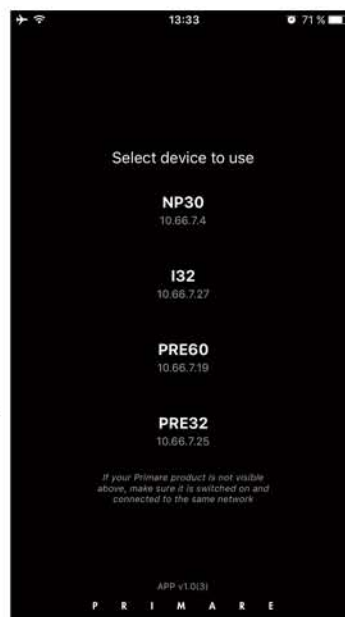 13:33
71 %
Select device to use
NP30
10.66.7.4
I32
10.66.7.27
PRE60
10.66.7.19
PRE32
10.66.7.25
If your Primare product is not visible
above, make sure it is switched on and
connected to the same network
APP v1.0(3)
PRIMARE